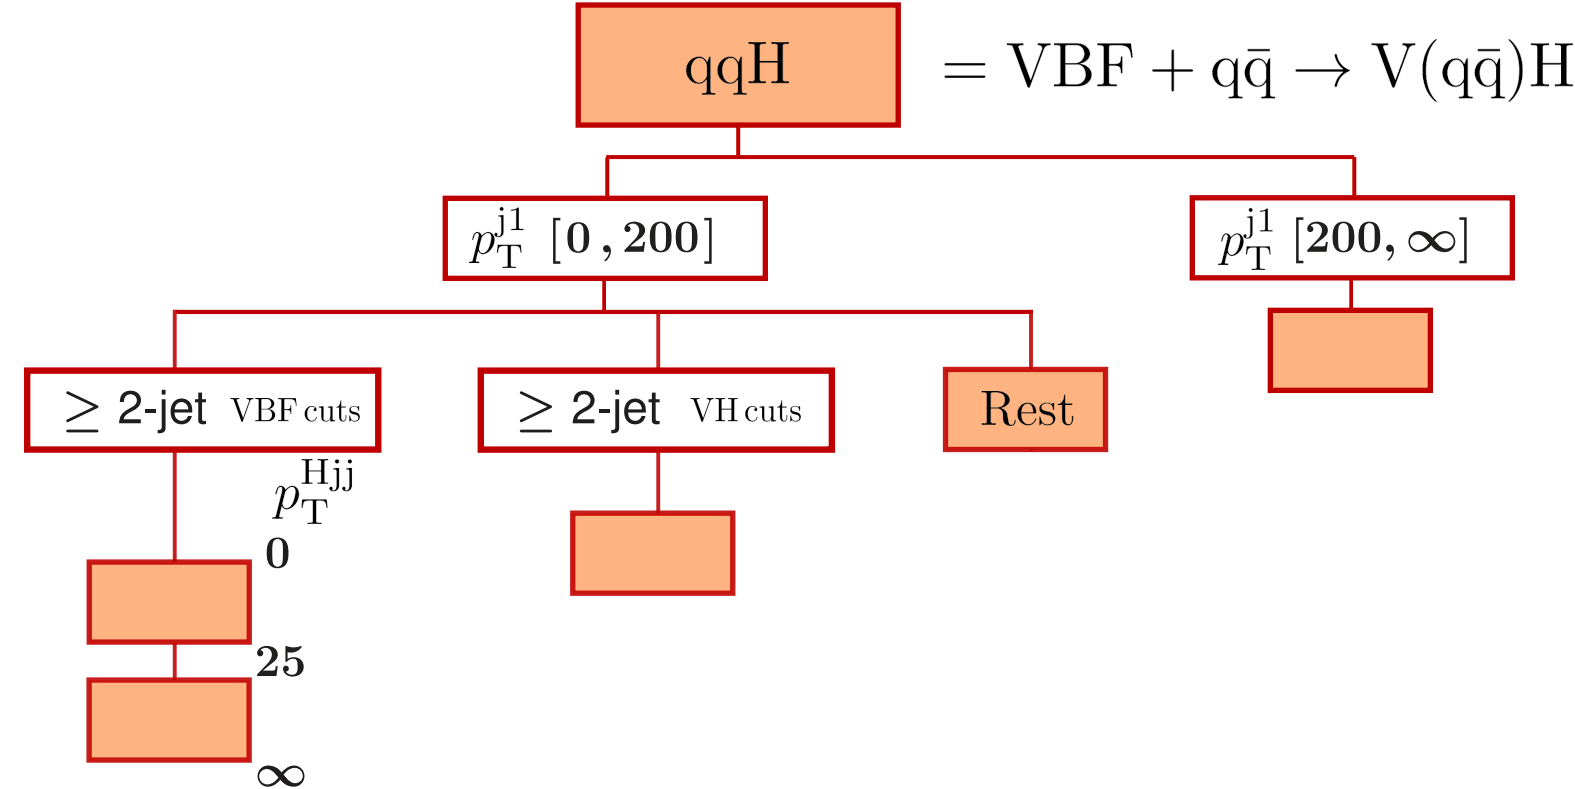 qqH = VBF + qq̄ → V(qq̄)H
p_T^{j1} [0 , 200]
p_T^{j1} [200, ∞]
≥ 2-jet VBF cuts
≥ 2-jet VH cuts
Rest
p_T^{Hjj}
0
25
∞